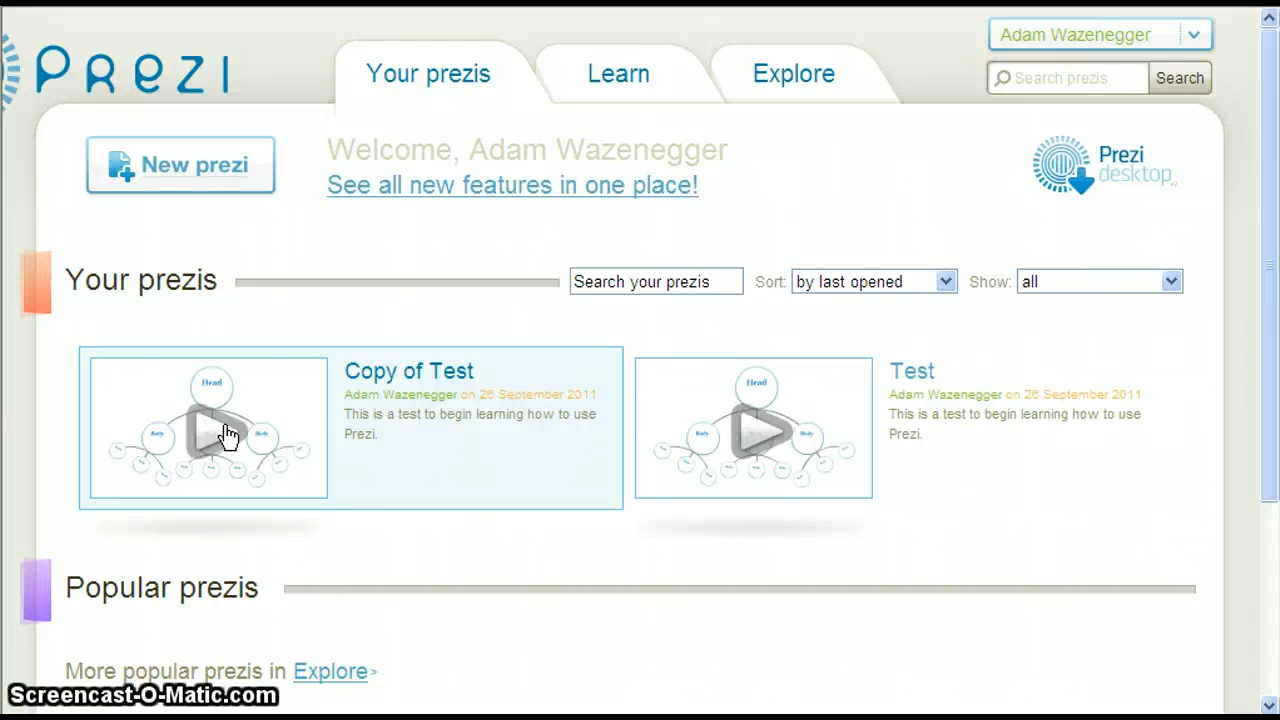 Prezi
Your prezis
Learn
Explore
Adam Wazenegger
Search prezis
Search
New prezi
Welcome, Adam Wazenegger
See all new features in one place!
Prezi
desktop
Your prezis
Search your prezis
Sort:
by last opened
Show:
all
Head
Body
Body
Copy of Test
Adam Wazenegger on 26 September 2011
This is a test to begin learning how to use
Prezi.
Head
Body
Body
Test
Adam Wazenegger on 26 September 2011
This is a test to begin learning how to use
Prezi.
Popular prezis
More popular prezis in Explore>
Screencast-O-Matic.com